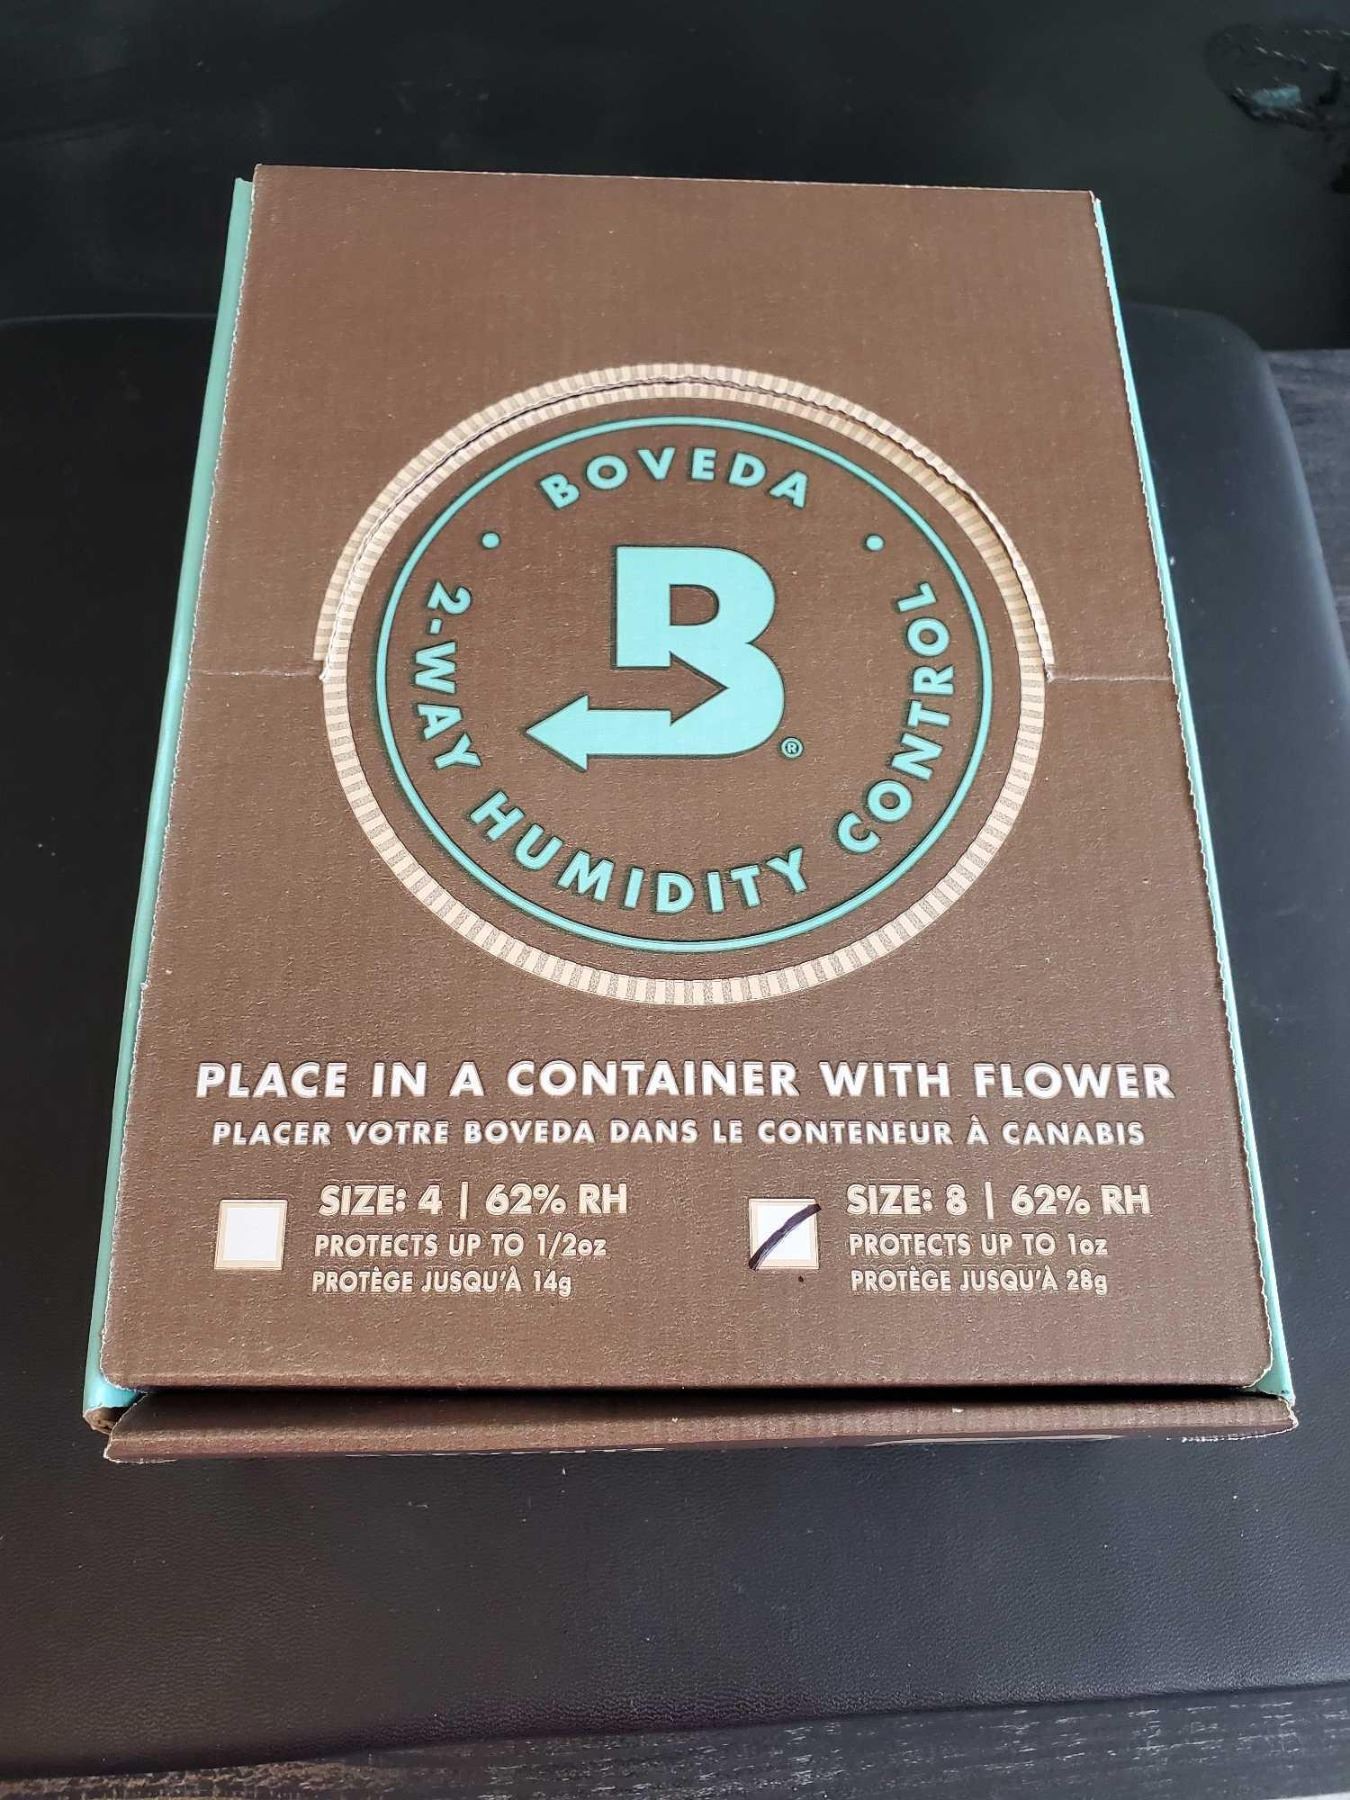 BOVEDA
2-WAY HUMIDITY CONTROL
B
®
PLACE IN A CONTAINER WITH FLOWER
PLACER VOTRE BOVEDA DANS LE CONTENEUR À CANABIS
SIZE: 4 | 62% RH
PROTECTS UP TO 1/2oz
PROTÈGE JUSQU'À 14g
SIZE: 8 | 62% RH
PROTECTS UP TO 1oz
PROTÈGE JUSQU'À 28g